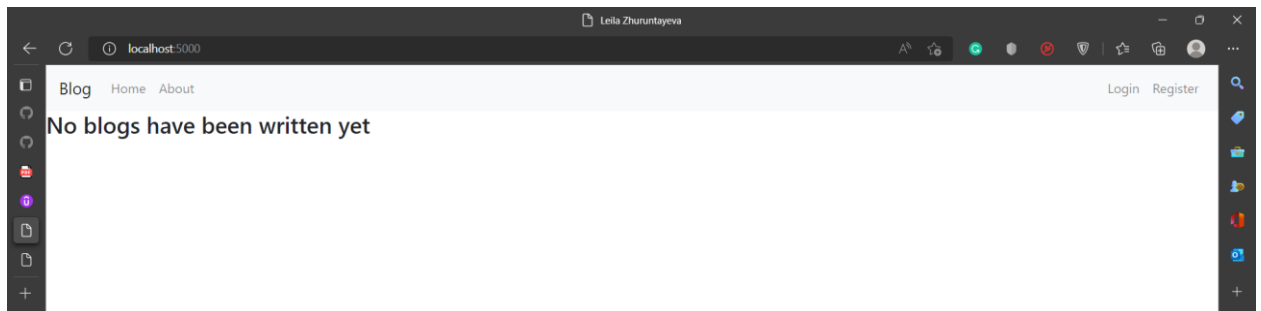 Leila Zhuruntayeva
localhost:5000
Blog Home About Login Register
No blogs have been written yet